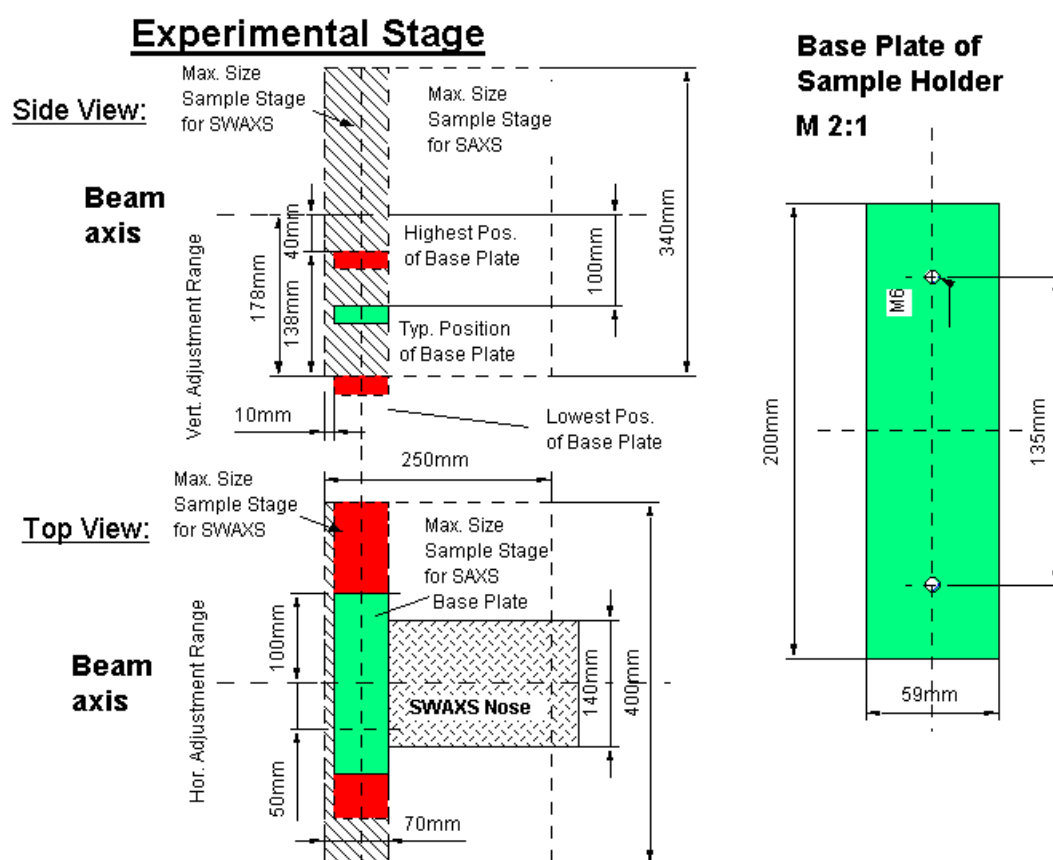 Experimental Stage
Side View:
Max. Size
Sample Stage
for SWAXS
Max. Size
Sample Stage
for SAXS
Beam
axis
Vert. Adjustment Range
178mm
40mm
138mm
Highest Pos.
of Base Plate
100mm
340mm
Typ. Position
of Base Plate
10mm
Lowest Pos.
of Base Plate
250mm
Top View:
Max. Size
Sample Stage
for SWAXS
Max. Size
Sample Stage
for SAXS
Base Plate
Beam
axis
Hor. Adjustment Range
100mm
50mm
SWAXS Nose
140mm
400mm
70mm
Base Plate of
Sample Holder
M 2:1
M6
200mm
135mm
59mm